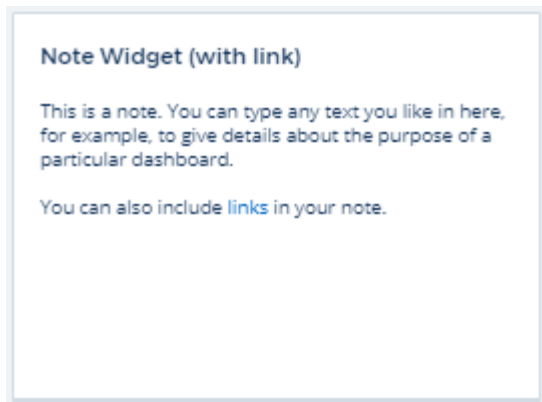 Note Widget (with link)
This is a note. You can type any text you like in here,
for example, to give details about the purpose of a
particular dashboard.
You can also include links in your note.